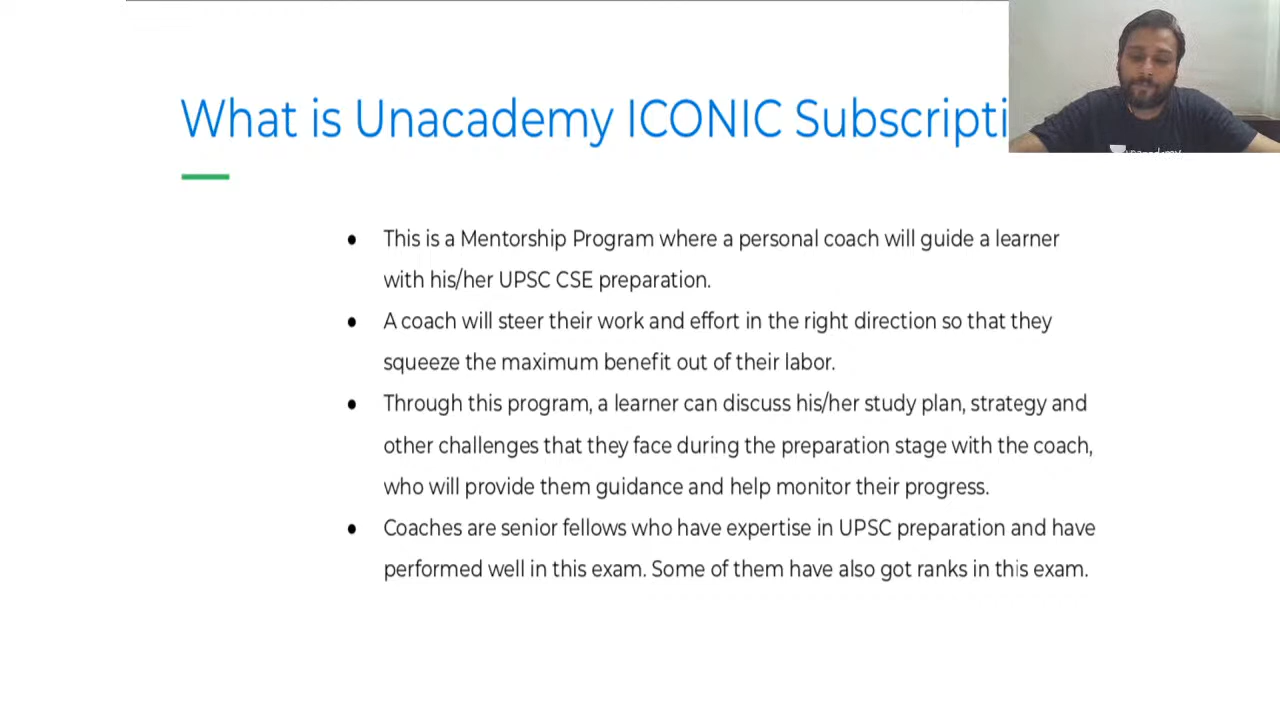 What is Unacademy ICONIC Subscripti
• This is a Mentorship Program where a personal coach will guide a learner
with his/her UPSC CSE preparation.
• A coach will steer their work and effort in the right direction so that they
squeeze the maximum benefit out of their labor.
• Through this program, a learner can discuss his/her study plan, strategy and
other challenges that they face during the preparation stage with the coach,
who will provide them guidance and help monitor their progress.
• Coaches are senior fellows who have expertise in UPSC preparation and have
performed well in this exam. Some of them have also got ranks in this exam.